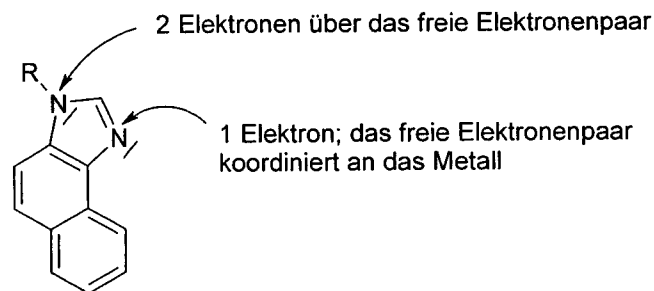 2 Elektronen über das freie Elektronenpaar
R
N
N
1 Elektron; das freie Elektronenpaar
koordiniert an das Metall